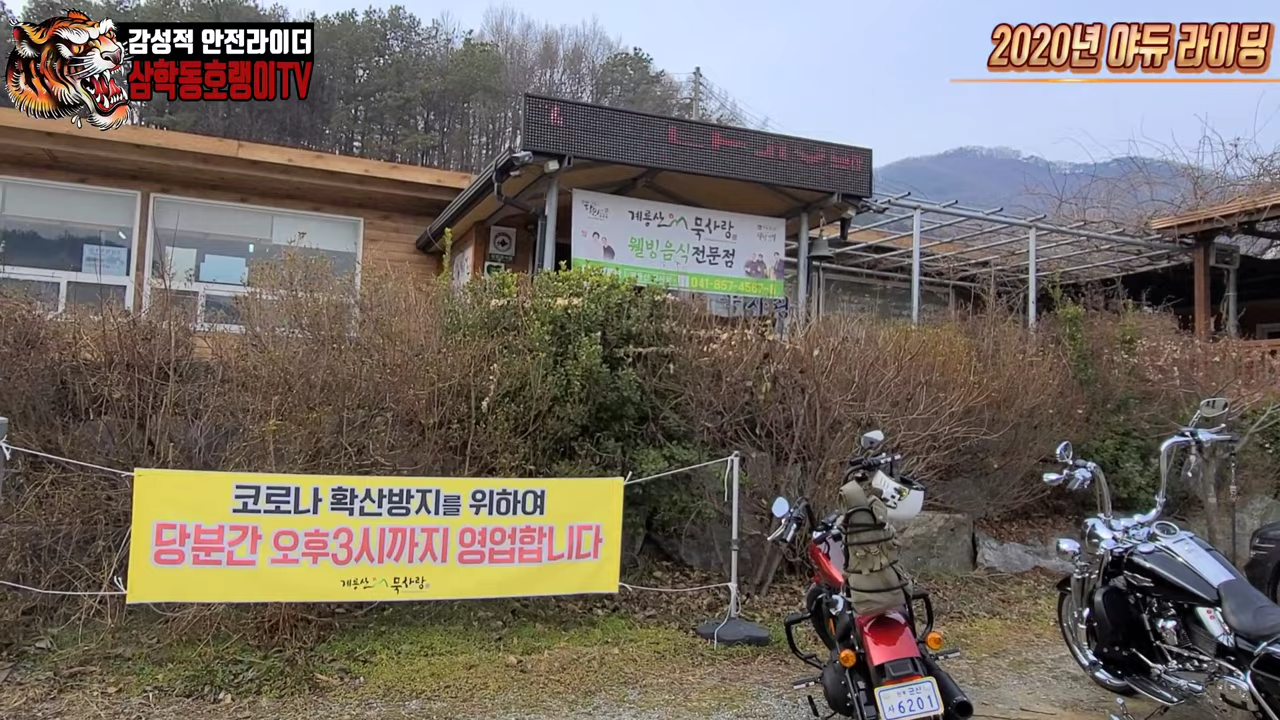 감성적 안전라이더
삼학동호랭이TV
2020년 야듀 라이딩
계룡산 묵사랑
웰빙음식전문점
코로나 확산방지를 위하여
당분간 오후3시까지 영업합니다
계룡산 묵사랑
군산
사 6201